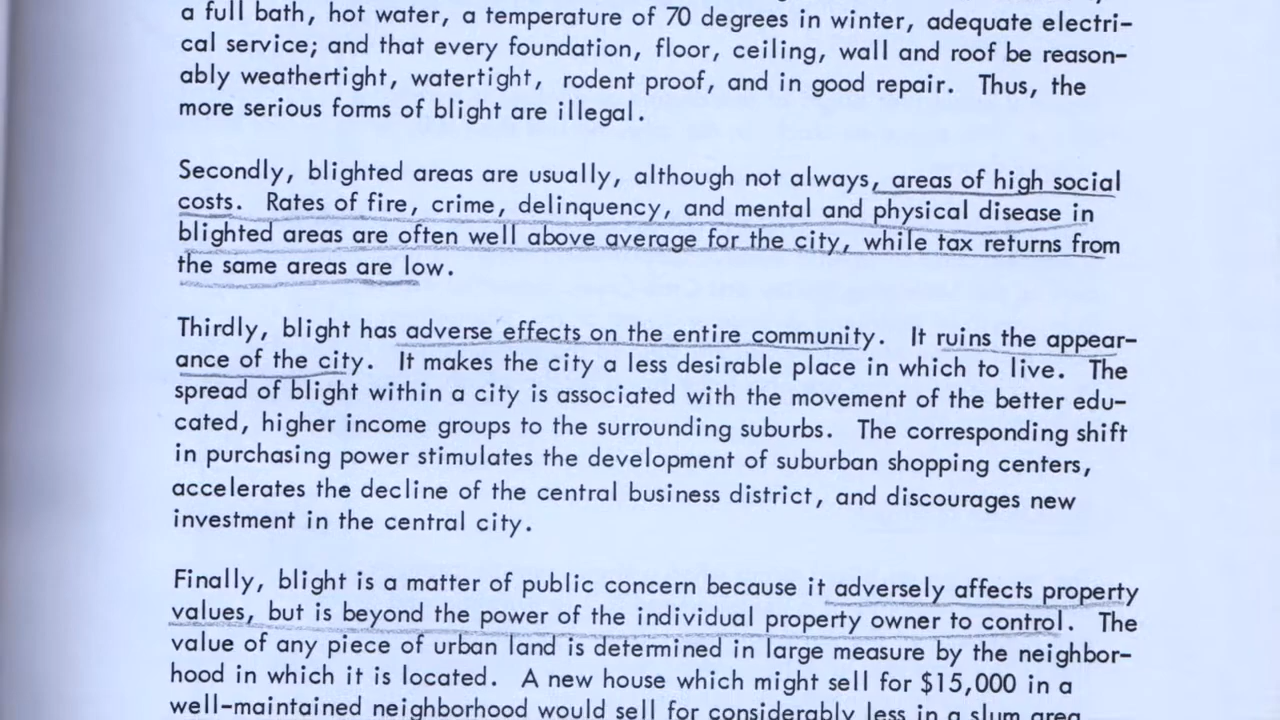 a full bath, hot water, a temperature of 70 degrees in winter, adequate electri-
cal service; and that every foundation, floor, ceiling, wall and roof be reason-
ably weathertight, watertight, rodent proof, and in good repair. Thus, the
more serious forms of blight are illegal.
Secondly, blighted areas are usually, although not always, areas of high social
costs. Rates of fire, crime, delinquency, and mental and physical disease in
blighted areas are often well above average for the city, while tax returns from
the same areas are low.
Thirdly, blight has adverse effects on the entire community. It ruins the appear-
ance of the city. It makes the city a less desirable place in which to live. The
spread of blight within a city is associated with the movement of the better edu-
cated, higher income groups to the surrounding suburbs. The corresponding shift
in purchasing power stimulates the development of suburban shopping centers,
accelerates the decline of the central business district, and discourages new
investment in the central city.
Finally, blight is a matter of public concern because it adversely affects property
values, but is beyond the power of the individual property owner to control. The
value of any piece of urban land is determined in large measure by the neighbor-
hood in which it is located. A new house which might sell for $15,000 in a
well-maintained neighborhood would sell for considerably less in a slum area